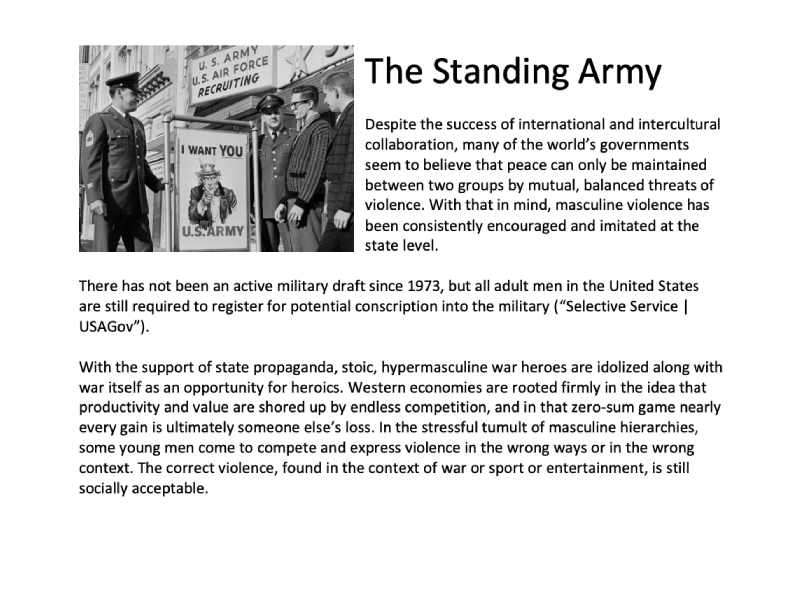 U. S. ARMY
U.S. AIR FORCE
RECRUITING
I WANT YOU
U.S. ARMY
The Standing Army
Despite the success of international and intercultural
collaboration, many of the world’s governments
seem to believe that peace can only be maintained
between two groups by mutual, balanced threats of
violence. With that in mind, masculine violence has
been consistently encouraged and imitated at the
state level.
There has not been an active military draft since 1973, but all adult men in the United States
are still required to register for potential conscription into the military (“Selective Service |
USAGov”).
With the support of state propaganda, stoic, hypermasculine war heroes are idolized along with
war itself as an opportunity for heroics. Western economies are rooted firmly in the idea that
productivity and value are shored up by endless competition, and in that zero-sum game nearly
every gain is ultimately someone else’s loss. In the stressful tumult of masculine hierarchies,
some young men come to compete and express violence in the wrong ways or in the wrong
context. The correct violence, found in the context of war or sport or entertainment, is still
socially acceptable.